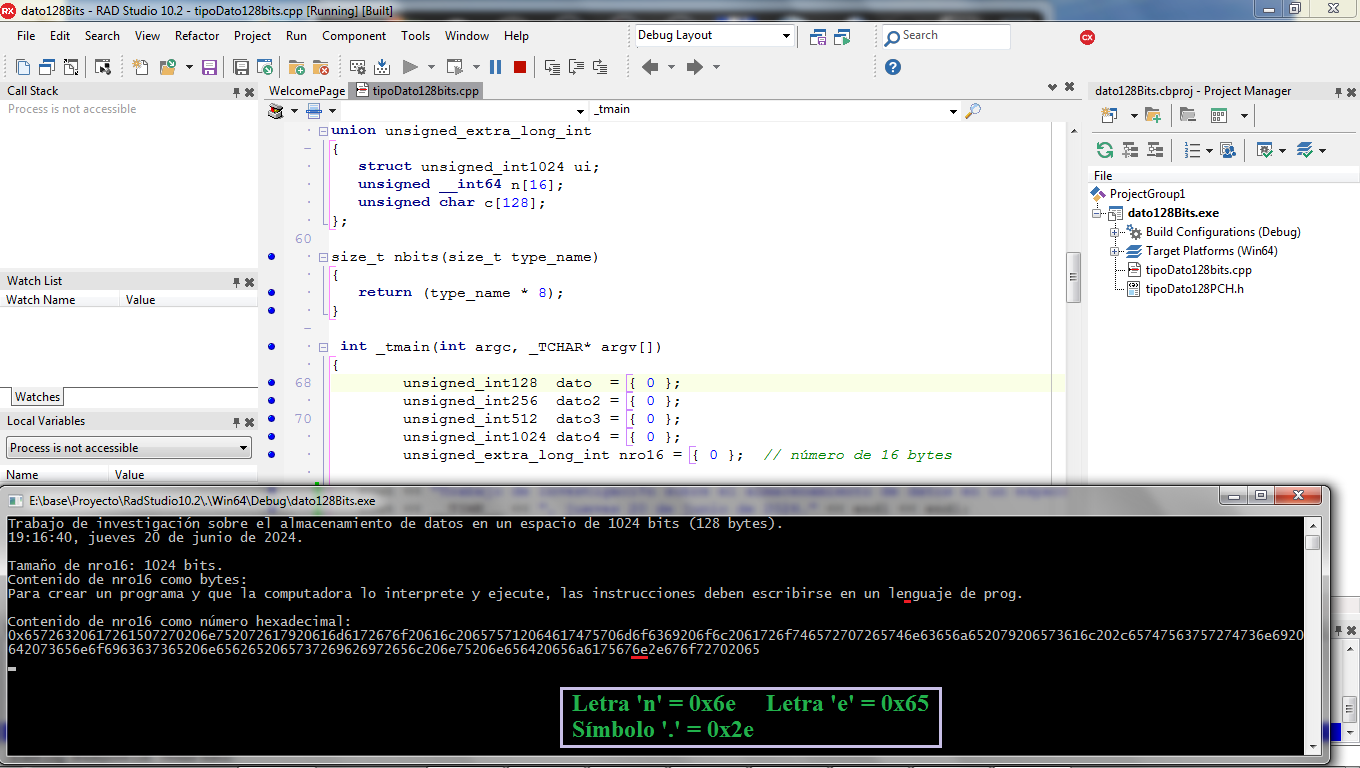 dato128Bits - RAD Studio 10.2 - tipoDato128bits.cpp [Running] [Built]
File Edit Search View Refactor Project Run Component Tools Window Help
Debug Layout
Search
Call Stack
Process is not accessible
Watch List
Watch Name Value
Watches
Local Variables
Process is not accessible
Name Value
WelcomePage tipoDato128bits.cpp
_tmain
union unsigned_extra_long_int
{
struct unsigned_int1024 ui;
unsigned __int64 n[16];
unsigned char c[128];
};
60
size_t nbits(size_t type_name)
{
return (type_name * 8);
}
int _tmain(int argc, _TCHAR* argv[])
{
68 unsigned_int128 dato = { 0 };
unsigned_int256 dato2 = { 0 };
70 unsigned_int512 dato3 = { 0 };
unsigned_int1024 dato4 = { 0 };
unsigned_extra_long_int nro16 = { 0 }; // número de 16 bytes
dato128Bits.cbproj - Project Manager
File
ProjectGroup1
dato128Bits.exe
Build Configurations (Debug)
Target Platforms (Win64)
tipoDato128bits.cpp
tipoDato128PCH.h
E:\base\Proyecto\RadStudio10.2\.\Win64\Debug\dato128Bits.exe
Trabajo de investigación sobre el almacenamiento de datos en un espacio de 1024 bits (128 bytes).
19:16:40, jueves 20 de junio de 2024.
Tamaño de nro16: 1024 bits.
Contenido de nro16 como bytes:
Para crear un programa y que la computadora lo interprete y ejecute, las instrucciones deben escribirse en un lenguaje de prog.
Contenido de nro16 como número hexadecimal:
0x65726320617261507270206e752072617920616d6172676f20616c206575712064617475706d6f6369206f6c2061726f746572707265746e63656a652079206573616c202c65747563757274736e6920
642073656e6f6963637365206e6562652065737269626972656c206e75206e656420656a6175676e2e676f72702065
Letra 'n' = 0x6e Letra 'e' = 0x65
Símbolo '.' = 0x2e